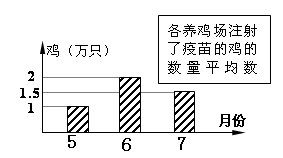 鸡（万只）
各养鸡场注射
了疫苗的鸡的
数量平均数
2
1.5
1
月份
5 6 7